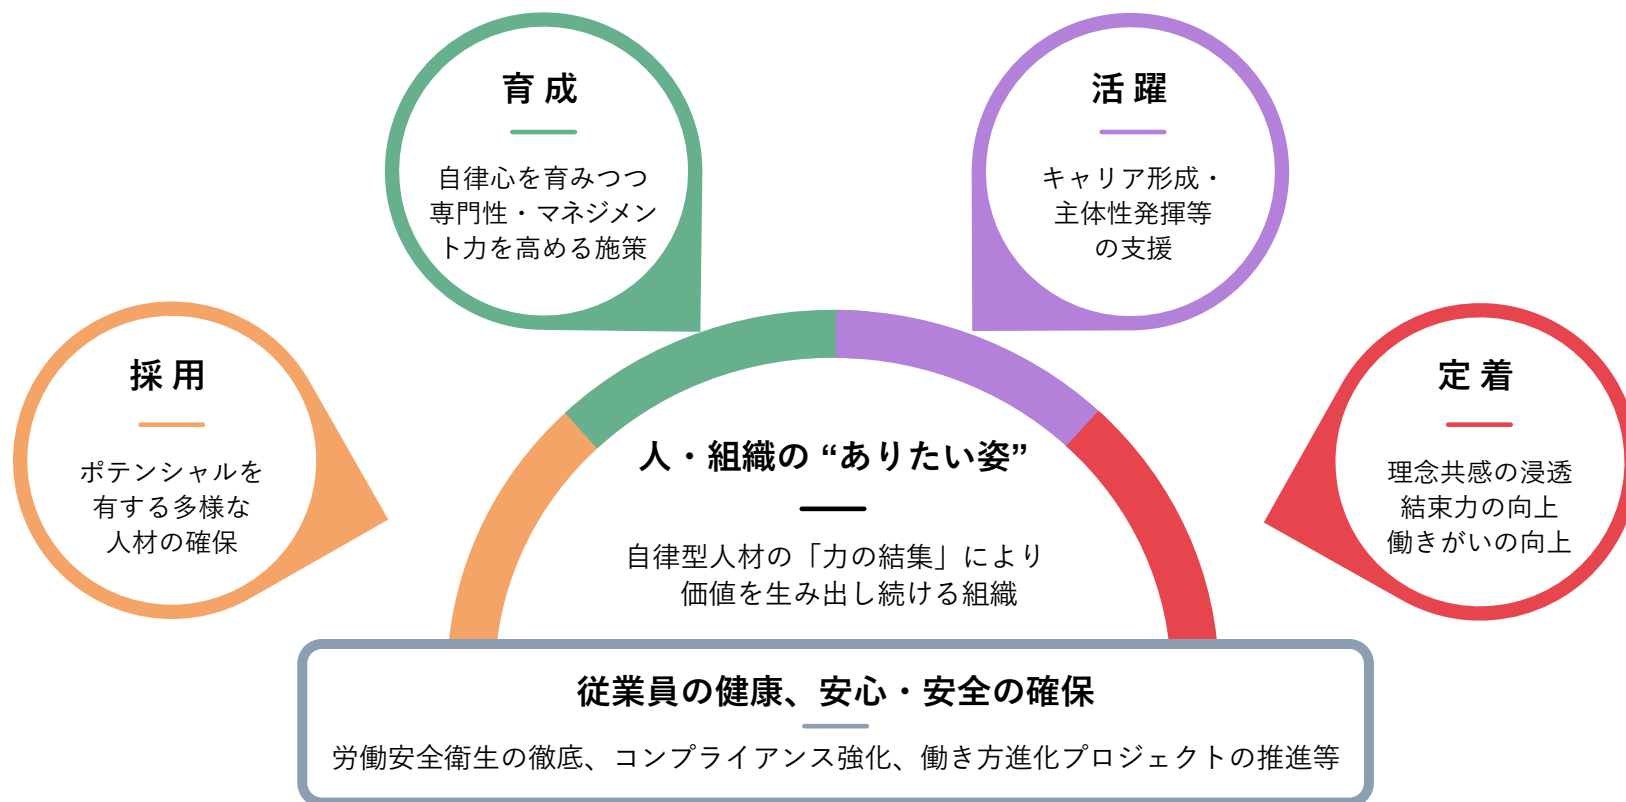 育成
自律心を育みつつ
専門性・マネジメン
ト力を高める施策
活躍
キャリア形成・
主体性発揮等
の支援
採用
ポテンシャルを
有する多様な
人材の確保
定着
理念共感の浸透
結束力の向上
働きがいの向上
人・組織の “ありたい姿”
自律型人材の「力の結集」により
価値を生み出し続ける組織
従業員の健康、安心・安全の確保
労働安全衛生の徹底、コンプライアンス強化、働き方進化プロジェクトの推進等